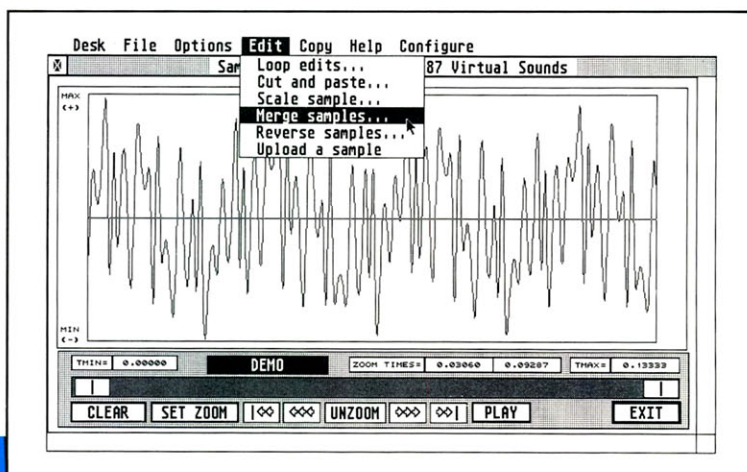 Desk File Options Edit Copy Help Configure
Sam 87 Virtual Sounds
Loop edits...
Cut and paste...
Scale sample...
Merge samples...
Reverse samples...
Upload a sample
MAX
(+)
MIN
(-)
TMIN= 0.00000 DEMO ZOOM TIMES= 0.03060 0.09287 TMAX= 0.13333
CLEAR SET ZOOM |<> <><><> UNZOOM <><><> <>| PLAY EXIT